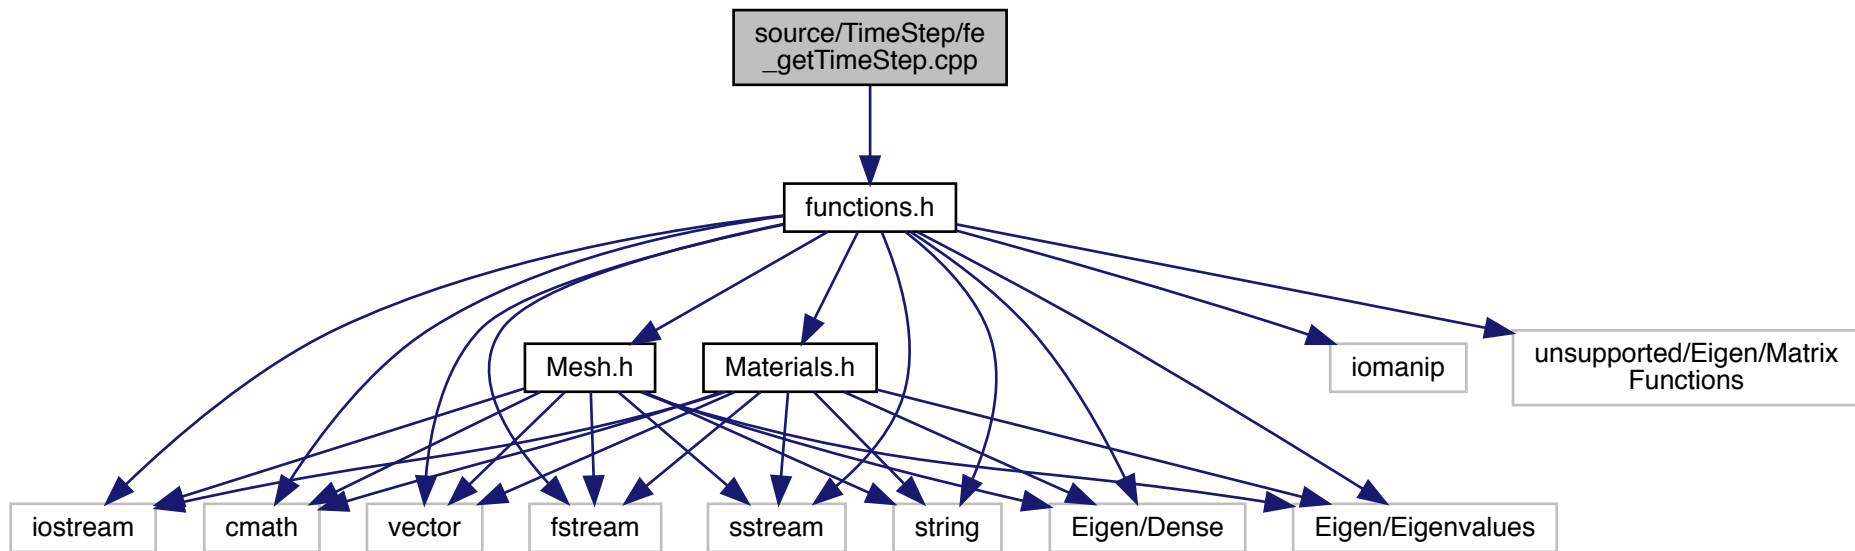 source/TimeStep/fe
_getTimeStep.cpp
functions.h
Mesh.h
Materials.h
iomanip
unsupported/Eigen/Matrix
Functions
iostream
cmath
vector
fstream
sstream
string
Eigen/Dense
Eigen/Eigenvalues